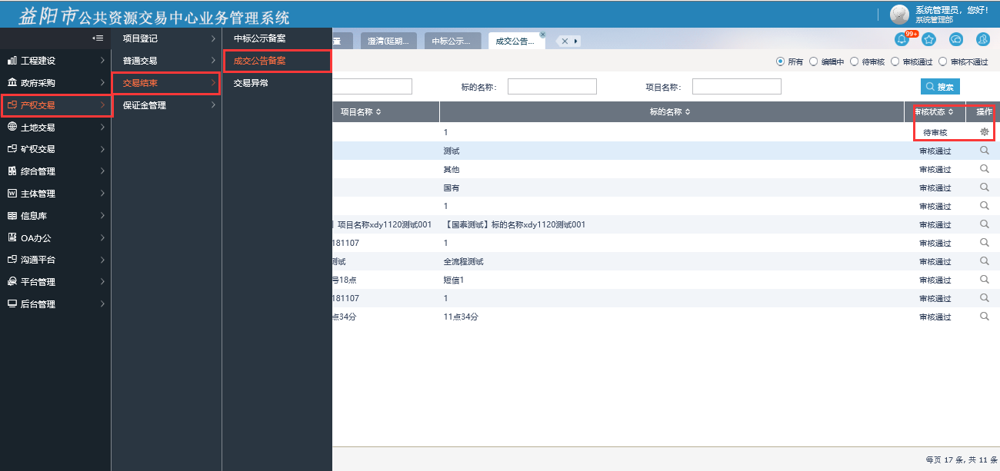 益阳市公共资源交易中心业务管理系统
系统管理员，您好！
系统管理部
99+
工程建设
政府采购
产权交易
土地交易
矿权交易
综合管理
主体管理
信息库
OA办公
沟通平台
平台管理
后台管理
项目登记
普通交易
交易结束
保证金管理
中标公示备案
成交公告备案
交易异常
量 澄清(延期... 中标公示... 成交公告...
所有 编辑中 待审核 审核通过 审核不通过
标的名称： 项目名称： 搜索
项目名称 标的名称 审核状态 操作
1 待审核
测试 审核通过
其他 审核通过
国有 审核通过
1 审核通过
】项目名称xdy1120测试001 【国泰测试】标的名称xdy1120测试001 审核通过
181107 1 审核通过
测试 全流程测试 审核通过
号18点 短信1 审核通过
181107 1 审核通过
点34分 11点34分 审核通过
每页 17 条, 共 11 条